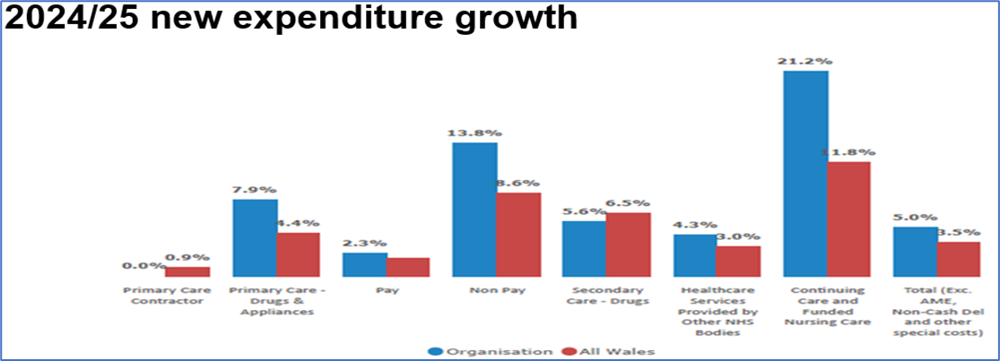 2024/25 new expenditure growth
21.2%
13.8%
11.8%
7.9%
8.6%
4.4%
5.6%
6.5%
2.3%
4.3%
3.0%
5.0%
3.5%
0.0%
0.9%
Primary Care
Contractor
Primary Care -
Drugs &
Appliances
Pay
Non Pay
Secondary
Care - Drugs
Healthcare
Services
Provided by
Other NHS
Bodies
Continuing
Care and
Funded
Nursing Care
Total (Exc.
AME,
Non-Cash Del
and other
special costs)
Organisation
All Wales